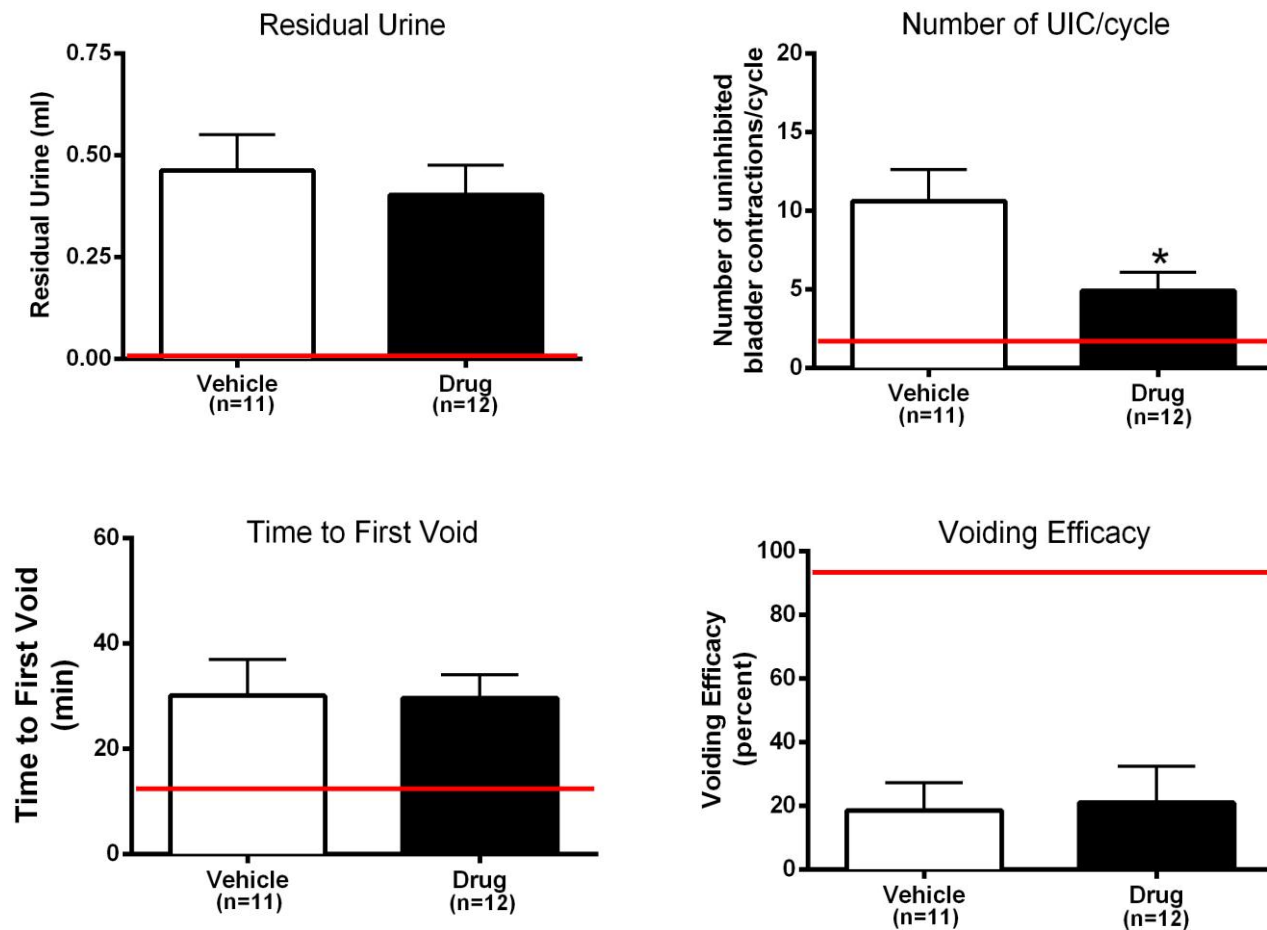 Residual Urine
Residual Urine (ml)
0.75
0.50
0.25
0.00
Vehicle
(n=11)
Drug
(n=12)
Number of UIC/cycle
Number of uninhibited
bladder contractions/cycle
20
15
10
5
0
*
Vehicle
(n=11)
Drug
(n=12)
Time to First Void
Time to First Void
(min)
60
40
20
0
Vehicle
(n=11)
Drug
(n=12)
Voiding Efficacy
Voiding Efficacy
(percent)
100
80
60
40
20
0
Vehicle
(n=11)
Drug
(n=12)